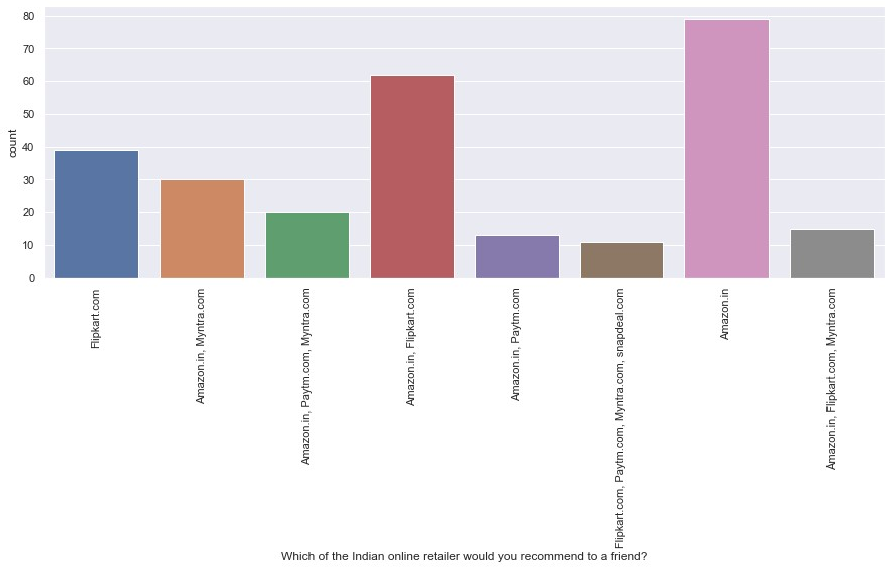 80
70
60
50
40
30
20
10
0
count
Flipkart.com
Amazon.in, Myntra.com
Amazon.in, Paytm.com, Myntra.com
Amazon.in, Flipkart.com
Amazon.in, Paytm.com
Flipkart.com, Paytm.com, Myntra.com, snapdeal.com
Amazon.in
Amazon.in, Flipkart.com, Myntra.com
Which of the Indian online retailer would you recommend to a friend?